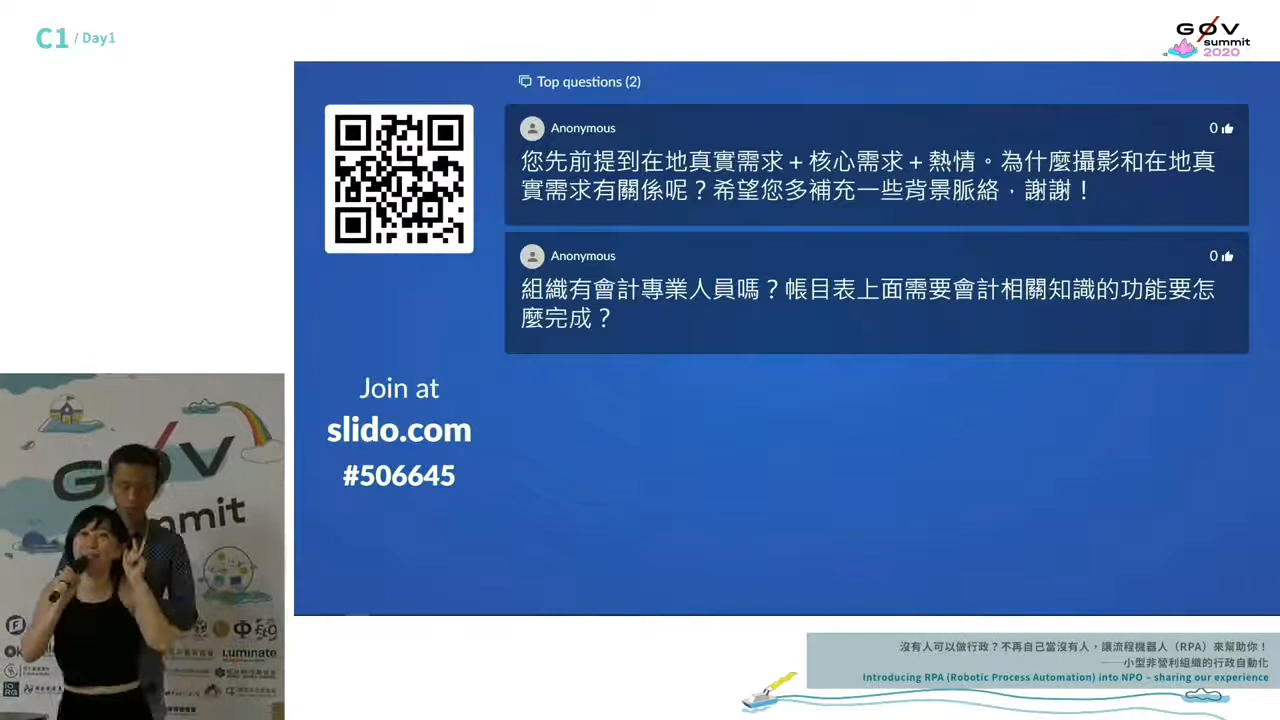 C1 / Day1
GØV
summit
2020
Top questions (2)
Anonymous
0
您先前提到在地真實需求+核心需求+熱情。為什麼攝影和在地真
實需求有關係呢？希望您多補充一些背景脈絡，謝謝！
Anonymous
0
組織有會計專業人員嗎？帳目表上面需要會計相關知識的功能要怎
麼完成？
Join at
slido.com
#506645
GØV
mmit
LUMINATE
沒有人可以做行政？不再自己當沒有人，讓流程機器人（RPA）來幫助你！
——小型非營利組織的行政自動化
Introducing RPA (Robotic Process Automation) into NPO – sharing our experience